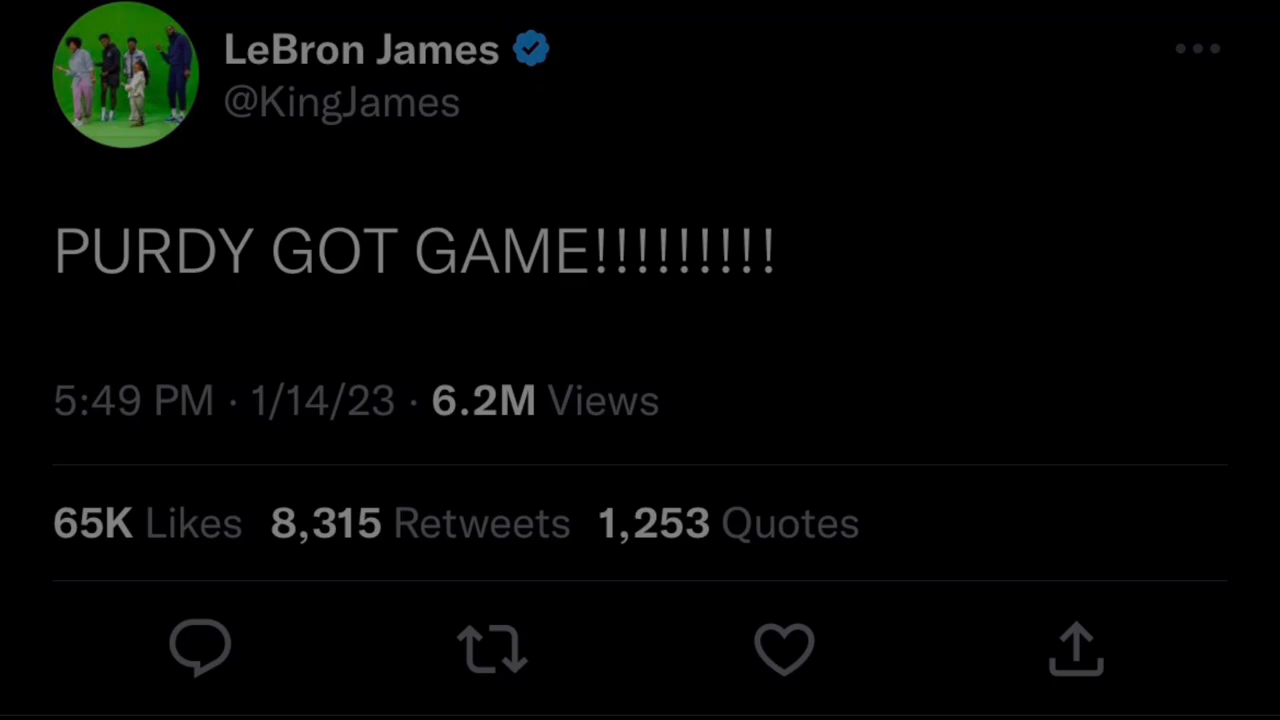 LeBron James
@KingJames
PURDY GOT GAME!!!!!!!!!
5:49 PM · 1/14/23 · 6.2M Views
65K Likes 8,315 Retweets 1,253 Quotes